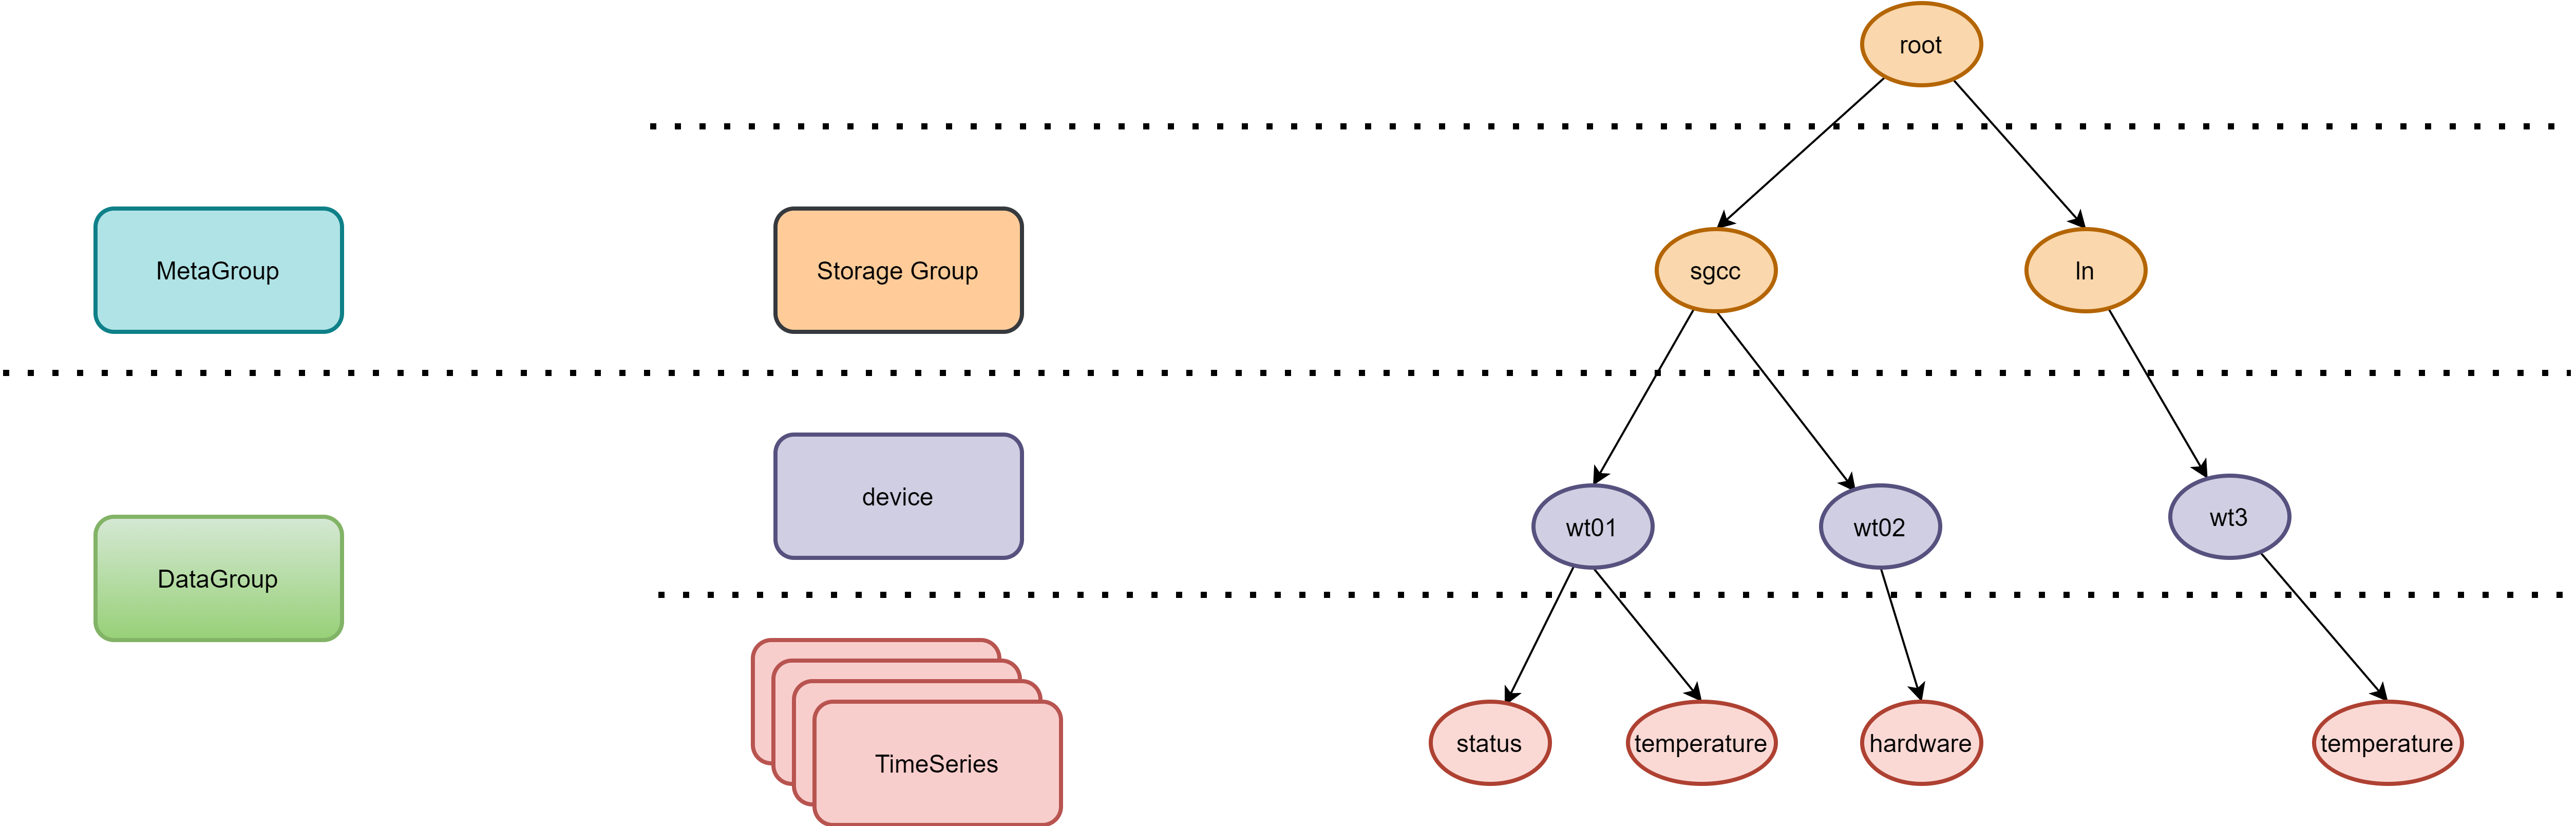 root
MetaGroup
Storage Group
sgcc
ln
device
wt01
wt02
wt3
DataGroup
TimeSeries
status
temperature
hardware
temperature